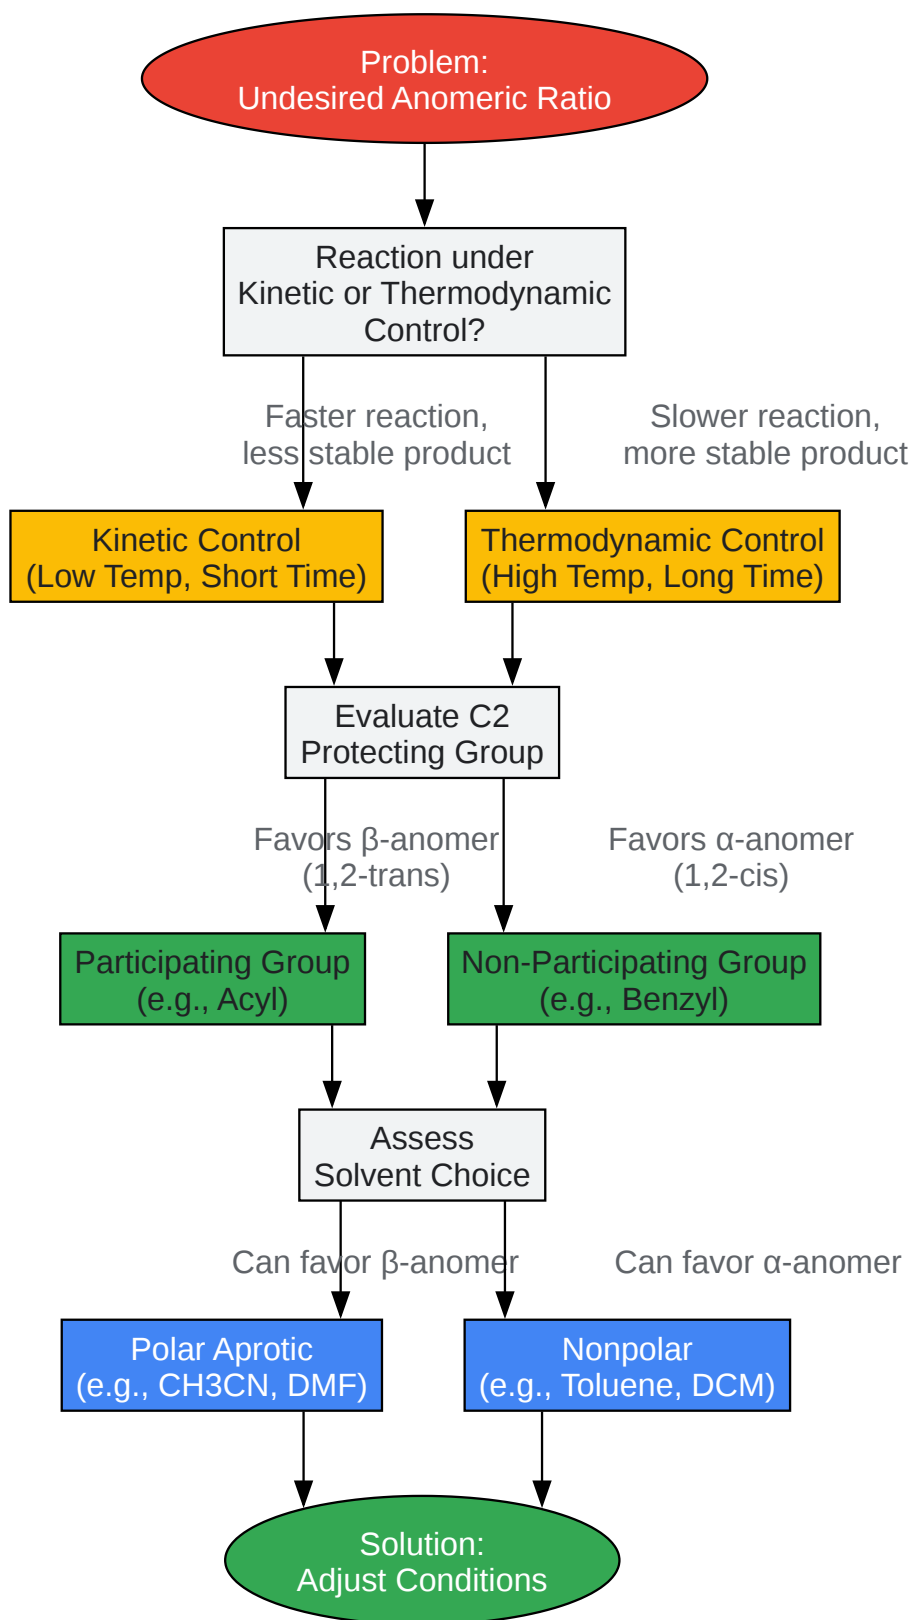 Problem:
Undesired Anomeric Ratio
Reaction under
Kinetic or Thermodynamic
Control?
Faster reaction,
less stable product
Slower reaction,
more stable product
Kinetic Control
(Low Temp, Short Time)
Thermodynamic Control
(High Temp, Long Time)
Evaluate C2
Protecting Group
Favors β-anomer
(1,2-trans)
Favors α-anomer
(1,2-cis)
Participating Group
(e.g., Acyl)
Non-Participating Group
(e.g., Benzyl)
Assess
Solvent Choice
Can favor β-anomer
Can favor α-anomer
Polar Aprotic
(e.g., CH3CN, DMF)
Nonpolar
(e.g., Toluene, DCM)
Solution:
Adjust Conditions